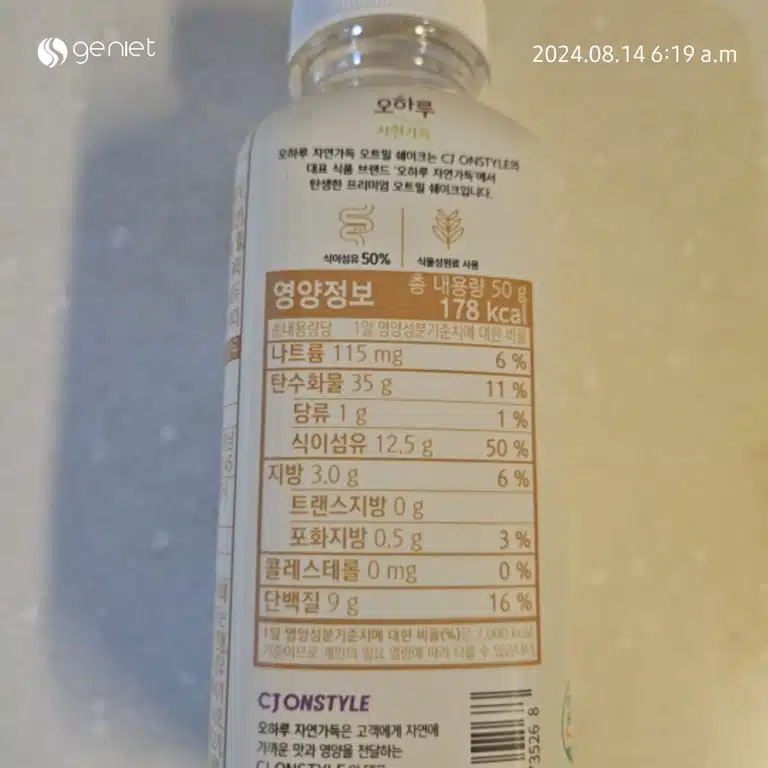 geniet
2024.08.14 6:19 a.m
오하루
자연가득
오하루 자연가득 오트밀 쉐이크는 CJ ONSTYLE의
대표 식품 브랜드 '오하루 자연가득'에서
탄생한 프리미엄 오트밀 쉐이크입니다.
식이섬유 50%
식물성원료 사용
영양정보
총 내용량 50 g
178 kcal
총내용량당 1일 영양성분기준치에 대한 비율
나트륨 115 mg 6 %
탄수화물 35 g 11 %
당류 1 g 1 %
식이섬유 12.5 g 50 %
지방 3.0 g 6 %
트랜스지방 0 g
포화지방 0.5 g 3 %
콜레스테롤 0 mg 0 %
단백질 9 g 16 %
1일 영양성분기준치에 대한 비율(%)은 2,000 kcal
기준이므로 개인의 필요 열량에 따라 다를 수 있습니다
CJ ONSTYLE
오하루 자연가득은 고객에게 자연에
가까운 맛과 영양을 전달하는
CJ ONSTYLE의
73526 8